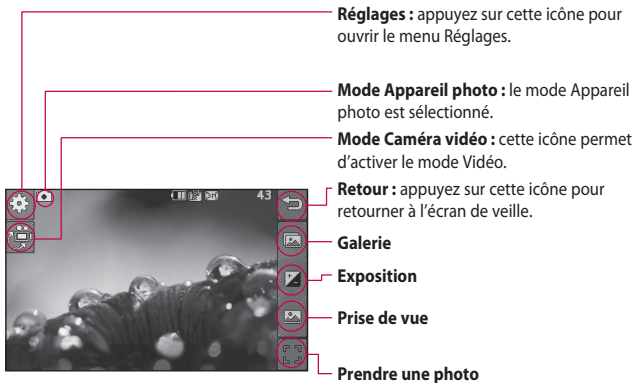 Réglages : appuyez sur cette icône pour
ouvrir le menu Réglages.
Mode Appareil photo : le mode Appareil
photo est sélectionné.
Mode Caméra vidéo : cette icône permet
d’activer le mode Vidéo.
Retour : appuyez sur cette icône pour
retourner à l’écran de veille.
43
Galerie
Exposition
Prise de vue
Prendre une photo